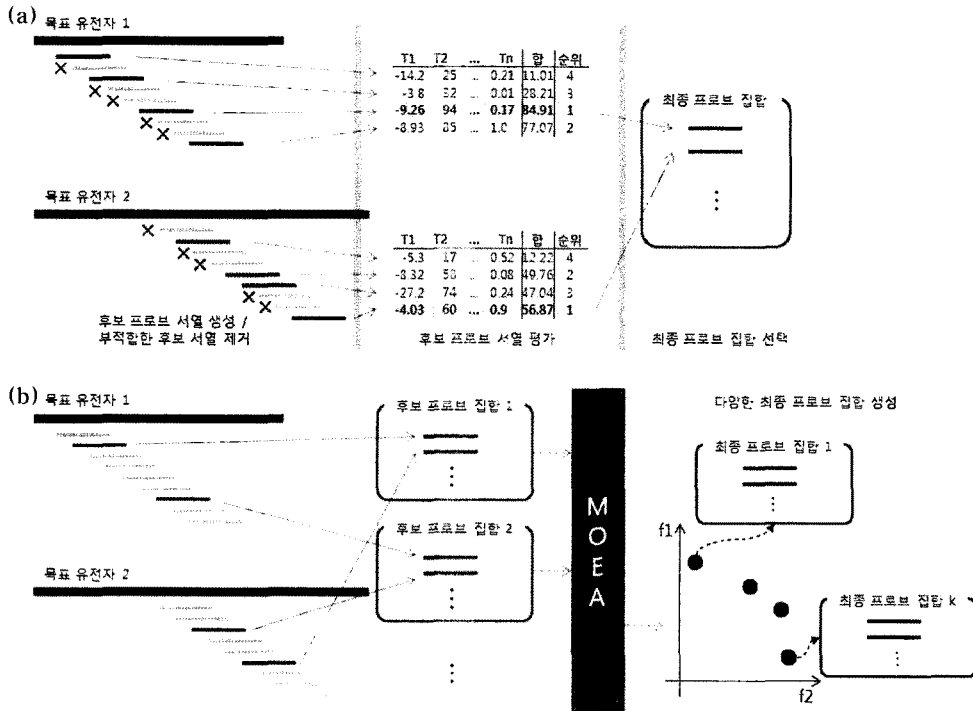 (a)
목표 유전자 1
T1 T2 ... Tn 합 순위
-14.2 25 ... 0.21 11.01 4
-3.8 32 ... 0.01 28.21 3
-9.26 94 ... 0.17 84.91 1
-8.93 85 ... 1.0 77.07 2
최종 프로브 집합
목표 유전자 2
T1 T2 ... Tn 합 순위
-5.3 17 ... 0.52 12.22 4
-8.32 58 ... 0.08 49.76 2
-27.2 74 ... 0.24 47.04 3
-4.03 60 ... 0.9 56.87 1
후보 프로브 서열 생성 /
부적합한 후보 서열 제거
후보 프로브 서열 평가
최종 프로브 집합 선택
(b)
목표 유전자 1
후보 프로브 집합 1
다양한 최종 프로브 집합 생성
최종 프로브 집합 1
후보 프로브 집합 2
MOEA
f1
목표 유전자 2
최종 프로브 집합 k
f2